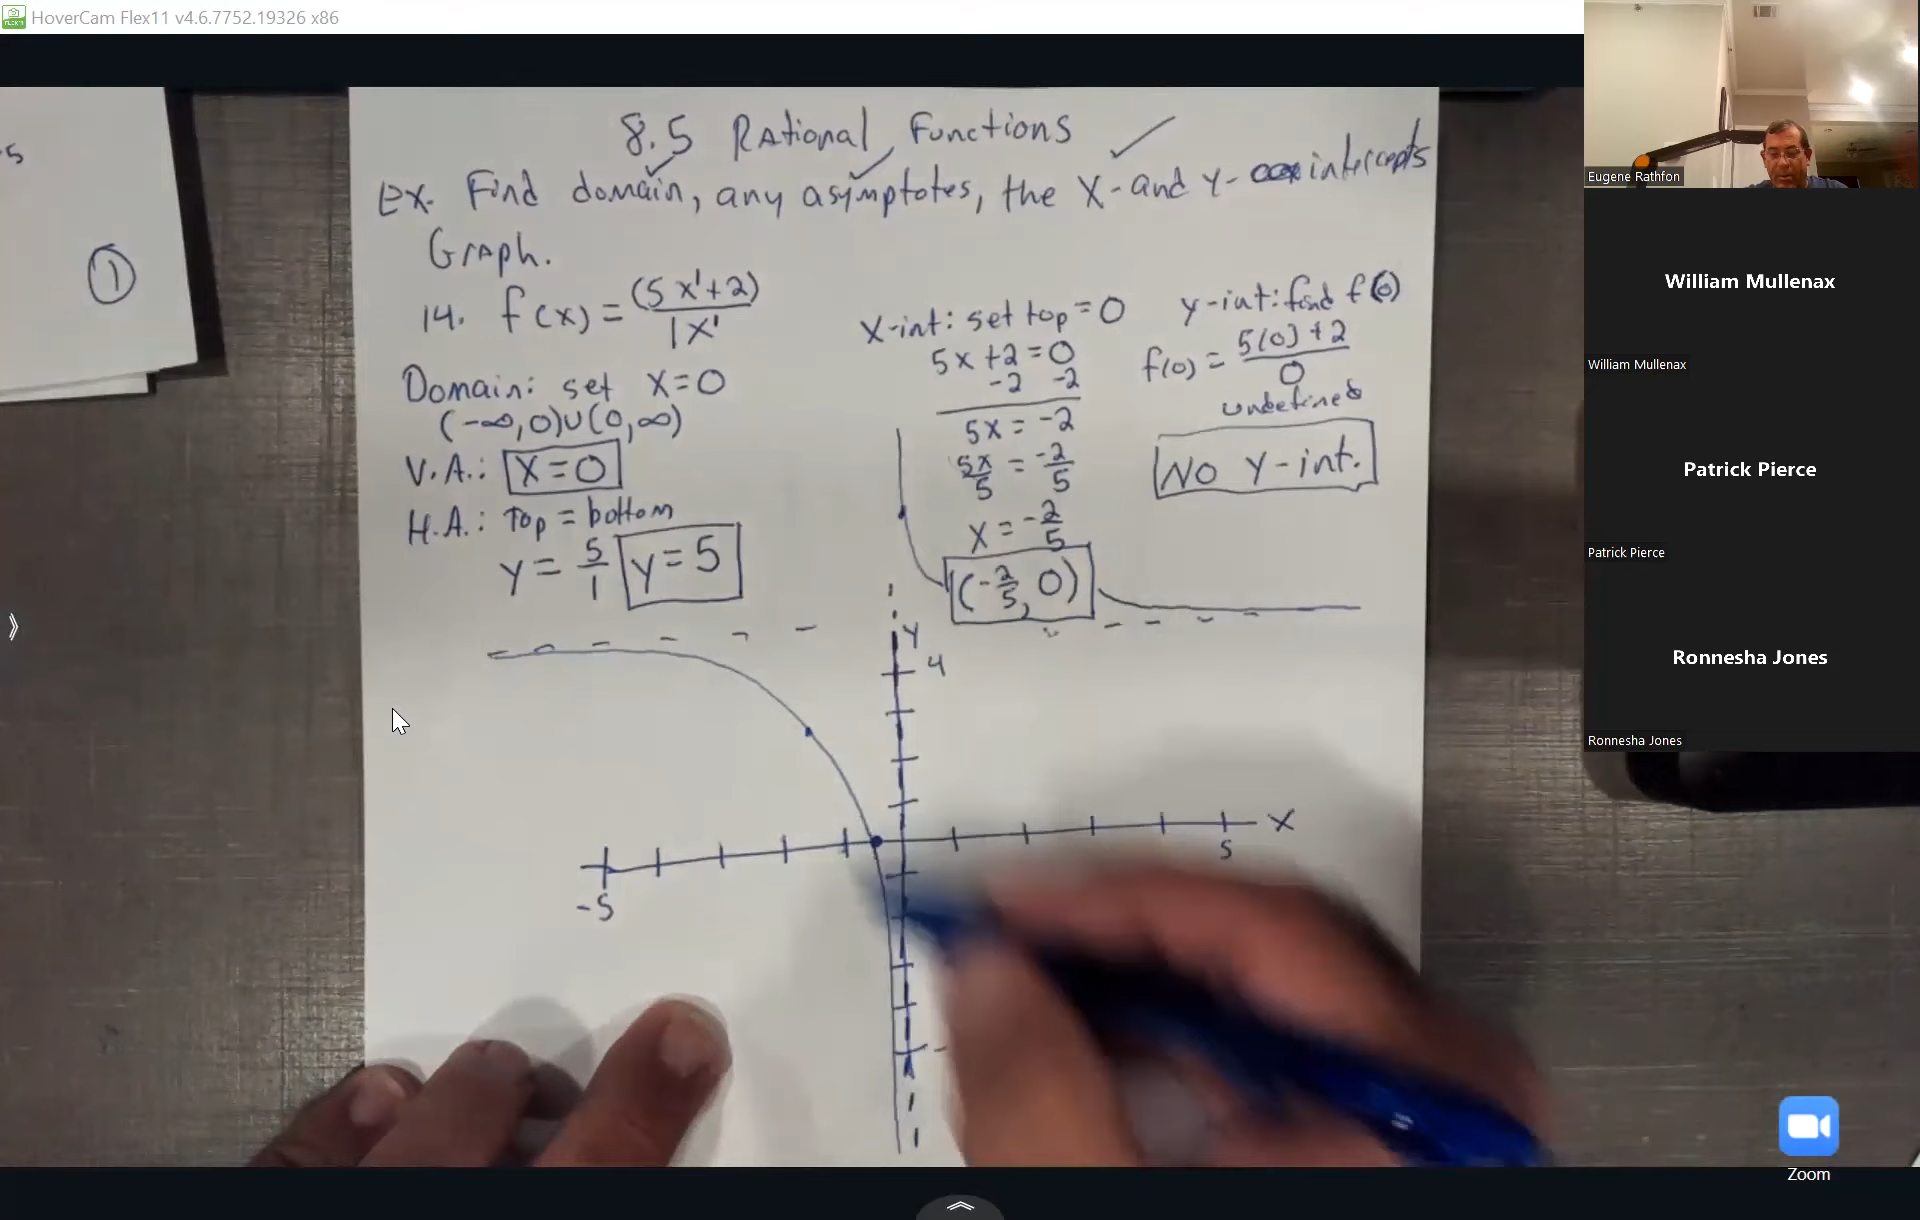 HoverCam Flex11 v4.6.7752.19326 x86
8.5 Rational Functions
Ex. Find domain, any asymptotes, the x-and y- intercepts
Graph.
14. f(x) = (5x¹+2) / 1x¹
Domain: set x=0
(-∞,0)∪(0,∞)
V.A.: x=0
H.A.: Top = bottom
y = 5/1 y=5
x-int: set top=0
5x+2=0
-2 -2
5x = -2
5x/5 = -2/5
x = -2/5
(-2/5, 0)
y-int: find f(0)
f(0) = 5(0)+2 / 0
undefined
No y-int.
y
4
x
5
-5
-5
1
Eugene Rathfon
William Mullenax
William Mullenax
Patrick Pierce
Patrick Pierce
Ronnesha Jones
Ronnesha Jones
Zoom